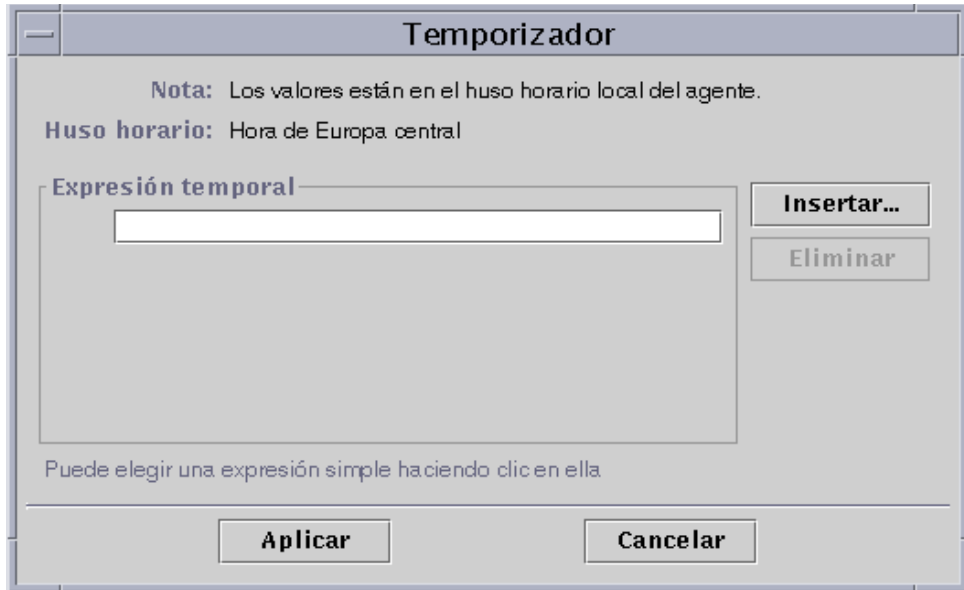 Temporizador
Nota: Los valores están en el huso horario local del agente.
Huso horario: Hora de Europa central
Expresión temporal
Insertar...
Eliminar
Puede elegir una expresión simple haciendo clic en ella
Aplicar
Cancelar